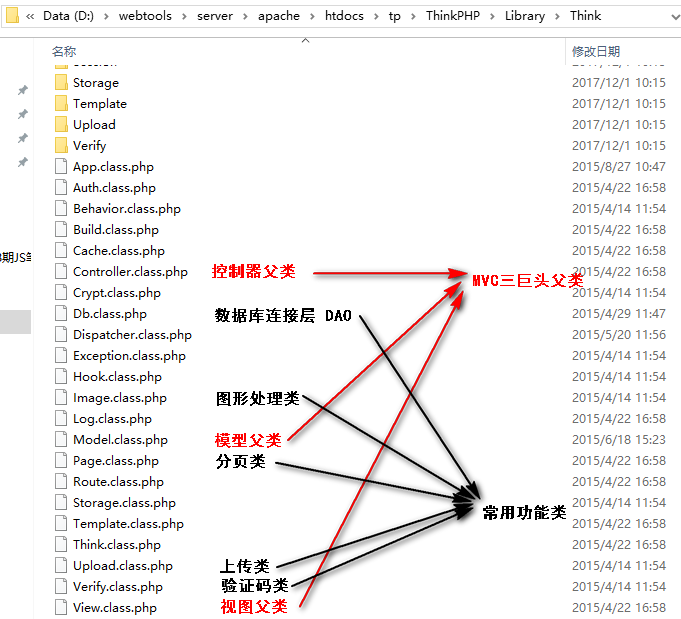 « Data (D:) › webtools › server › apache › htdocs › tp › ThinkPHP › Library › Think
名称 修改日期
Session 2017/12/1 10:15
Storage 2017/12/1 10:15
Template 2017/12/1 10:15
Upload 2017/12/1 10:15
Verify 2017/12/1 10:15
App.class.php 2015/8/27 10:47
Auth.class.php 2015/4/22 16:58
Behavior.class.php 2015/4/14 11:54
Build.class.php 2015/4/22 16:58
期JS Cache.class.php 2015/4/22 16:58
Controller.class.php 控制器父类 MVC三巨头父类 2015/4/22 16:58
Crypt.class.php 2015/4/14 11:54
Db.class.php 数据库连接层 DAO 2015/4/29 11:47
Dispatcher.class.php 2015/5/20 11:56
Exception.class.php 2015/4/14 11:54
Hook.class.php 2015/4/14 11:54
Image.class.php 图形处理类 2015/4/14 11:54
Log.class.php 2015/4/22 16:58
Model.class.php 模型父类 2015/6/18 15:23
Page.class.php 分页类 2015/4/22 16:58
Route.class.php 2015/4/22 16:58
Storage.class.php 常用功能类 2015/4/14 11:54
Template.class.php 2015/4/22 16:58
Think.class.php 2015/4/22 16:58
Upload.class.php 上传类 2015/4/14 11:54
Verify.class.php 验证码类 2015/4/14 11:54
View.class.php 视图父类 2015/4/22 16:58